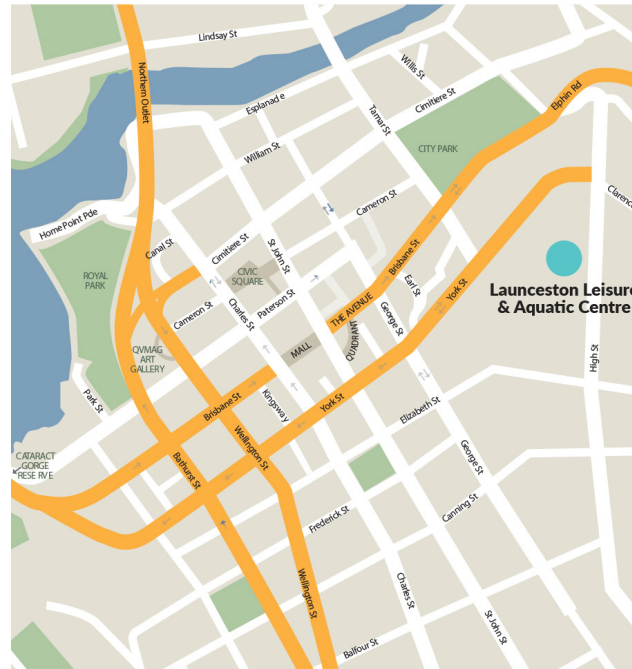 Lindsay St
Northern Outlet
Willis St
Elphin Rd
Esplanade
Cimitiere St
Tamar St
CITY PARK
William St
Home Point Pde
Cameron St
Clarenc
Canal St
Cimitiere St
St John St
ROYAL
PARK
CIVIC
SQUARE
Brisbane St
Earl St
Launceston Leisure
& Aquatic Centre
Cameron St
Charles St
Paterson St
THE AVENUE
George St
York St
QUADRANT
MALL
High St
QVMAG
ART
GALLERY
Park St
Brisbane St
Kingsway
York St
Elizabeth St
CATARACT
GORGE
RESE RVE
Bathurst St
Wellington St
George St
Canning St
Frederick St
Wellington St
Charles St
St John St
Balfour St